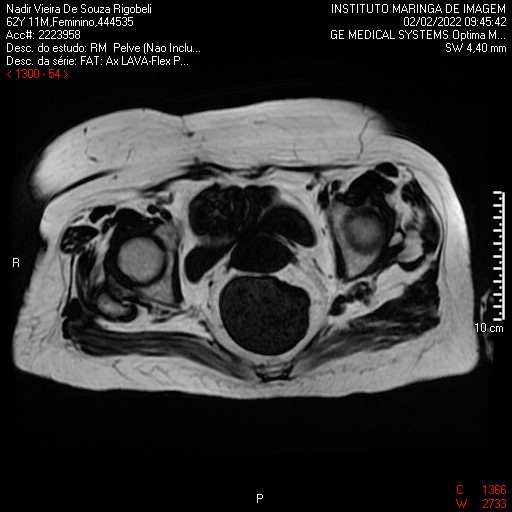 Nadir Vieira De Souza Rigobeli
62Y 11M,Feminino,444535
Acc#: 2223958
Desc. do estudo: RM Pelve (Nao Inclu...
Desc. da série: FAT: Ax LAVA-Flex P...
< 1300 - 54 >
INSTITUTO MARINGA DE IMAGEM
02/02/2022 09:45:42
GE MEDICAL SYSTEMS Optima M...
SW 4,40 mm
R
10 cm
P
C 1366
W 2733